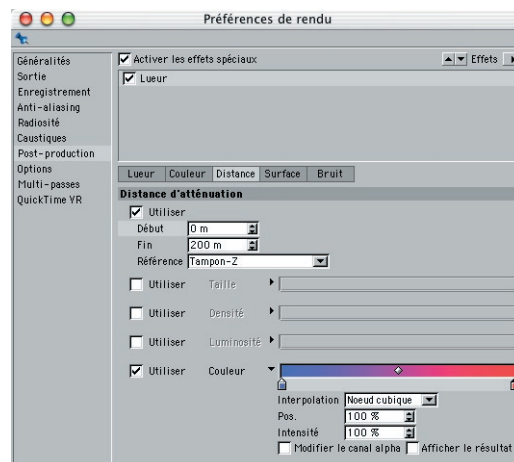 Préférences de rendu
Généralités
Sortie
Enregistrement
Anti-aliasing
Radiosité
Caustiques
Post-production
Options
Multi-passes
QuickTime VR
Activer les effets spéciaux
Effets
Lueur
Lueur Couleur Distance Surface Bruit
Distance d'atténuation
Utiliser
Début 0 m
Fin 200 m
Référence Tampon-Z
Utiliser Taille
Utiliser Densité
Utiliser Luminosité
Utiliser Couleur
Interpolation Noeud cubique
Pos. 100 %
Intensité 100 %
Modifier le canal alpha Afficher le résultat